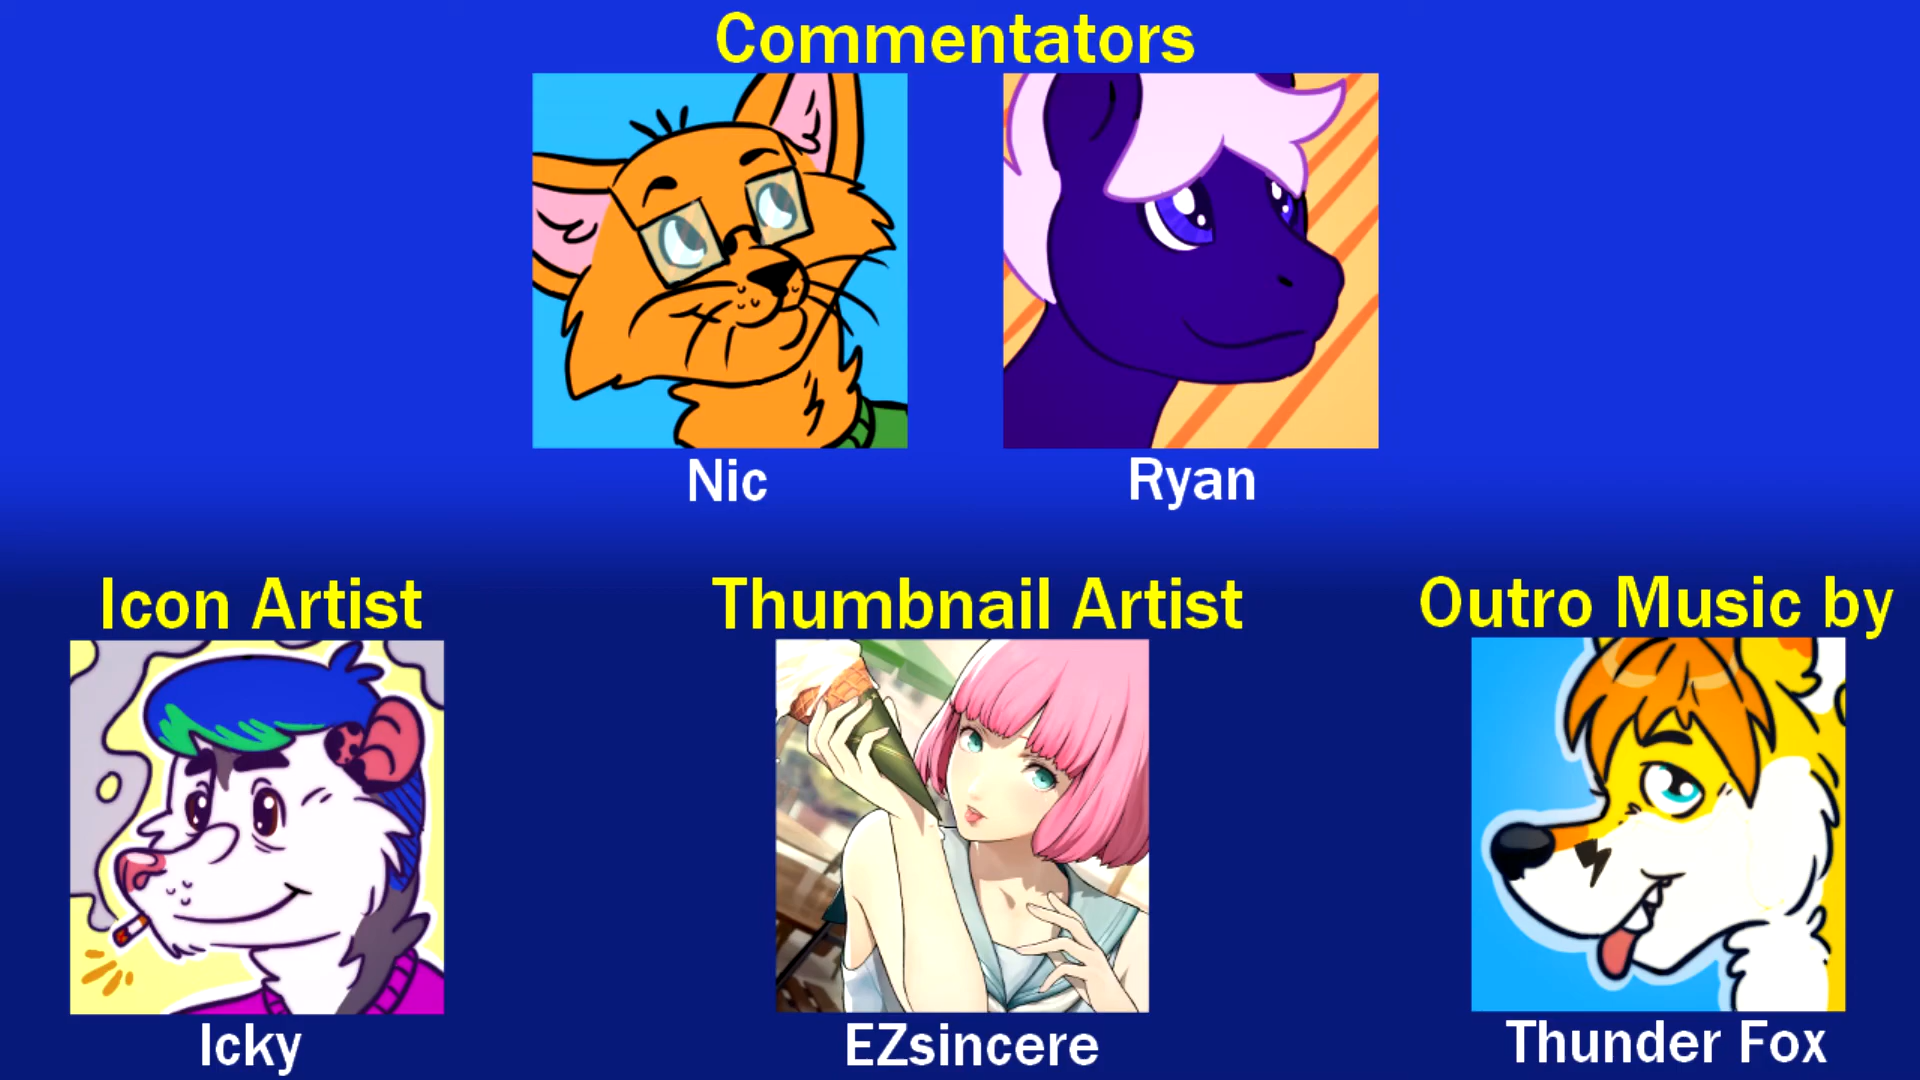 Commentators
Nic
Ryan
Icon Artist
Thumbnail Artist
Outro Music by
Icky
EZsincere
Thunder Fox